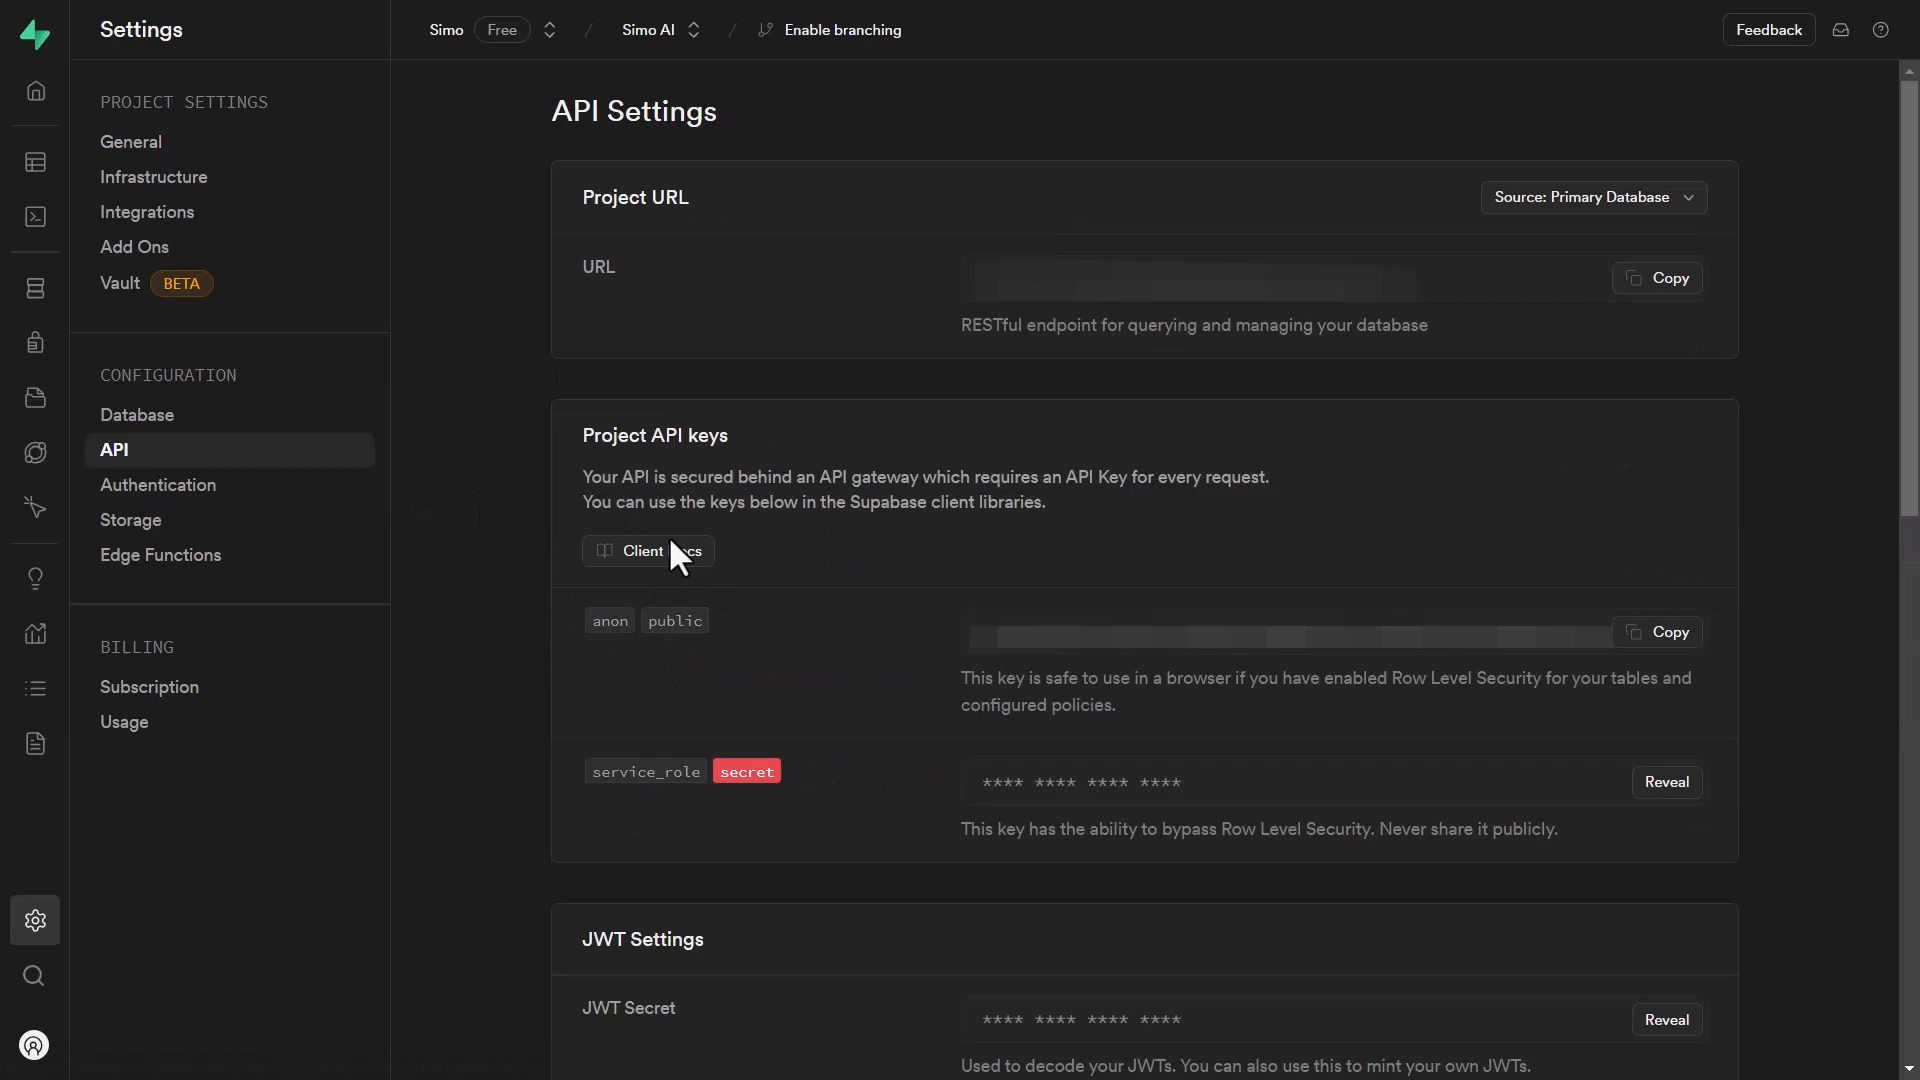 Settings
Simo Free / Simo AI / Enable branching
Feedback
PROJECT SETTINGS
General
Infrastructure
Integrations
Add Ons
Vault BETA
CONFIGURATION
Database
API
Authentication
Storage
Edge Functions
BILLING
Subscription
Usage
API Settings
Project URL
Source: Primary Database
URL
Copy
RESTful endpoint for querying and managing your database
Project API keys
Your API is secured behind an API gateway which requires an API Key for every request.
You can use the keys below in the Supabase client libraries.
Client
anon public
Copy
This key is safe to use in a browser if you have enabled Row Level Security for your tables and
configured policies.
service_role secret
**** **** **** ****
Reveal
This key has the ability to bypass Row Level Security. Never share it publicly.
JWT Settings
JWT Secret
**** **** **** ****
Reveal
Used to decode your JWTs. You can also use this to mint your own JWTs.